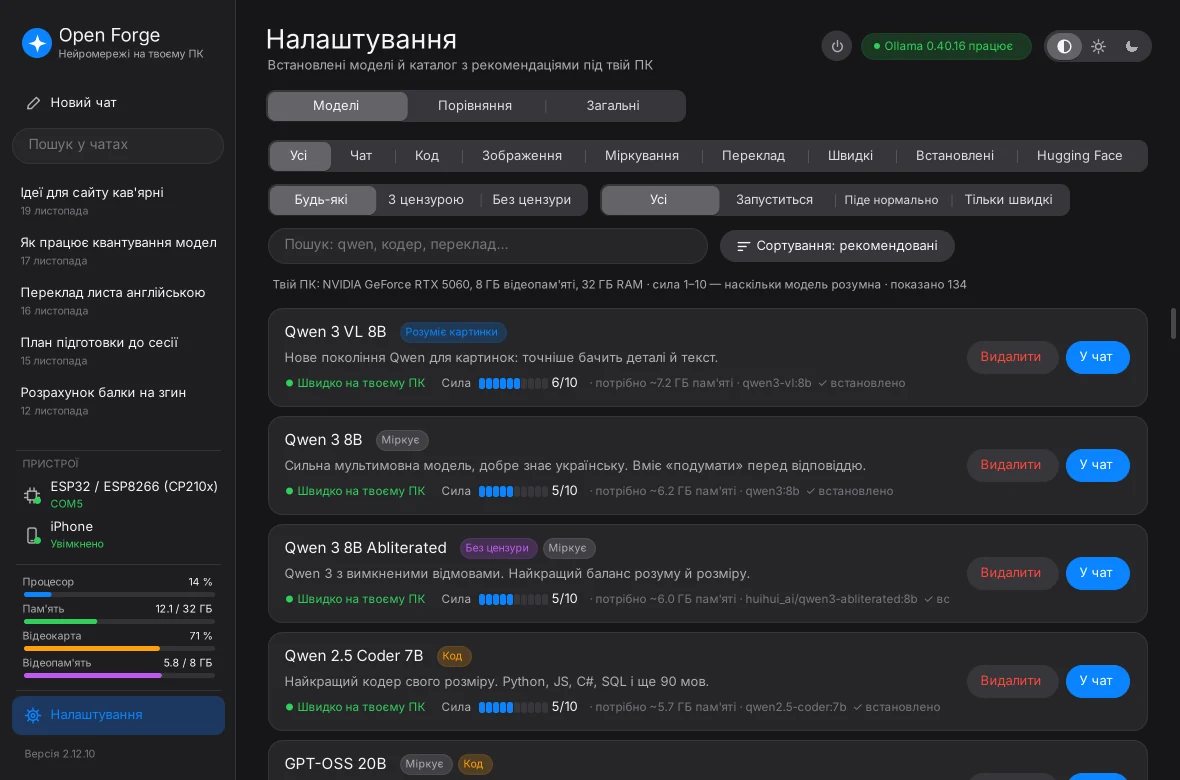 Open Forge
Нейромережі на твоєму ПК
Новий чат
Пошук у чатах
Ідеї для сайту кав'ярні
19 листопада
Як працює квантування модел
17 листопада
Переклад листа англійською
16 листопада
План підготовки до сесії
15 листопада
Розрахунок балки на згин
12 листопада
ПРИСТРОЇ
ESP32 / ESP8266 (CP210x)
COM5
iPhone
Увімкнено
Процесор 14 %
Пам'ять 12.1 / 32 ГБ
Відеокарта 71 %
Відеопам'ять 5.8 / 8 ГБ
Налаштування
Версія 2.12.10
Налаштування
Встановлені моделі й каталог з рекомендаціями під твій ПК
Ollama 0.40.16 працює
Моделі Порівняння Загальні
Усі Чат Код Зображення Міркування Переклад Швидкі Встановлені Hugging Face
Будь-які З цензурою Без цензури Усі Запуститься Піде нормально Тільки швидкі
Пошук: qwen, кодер, переклад... Сортування: рекомендовані
Твій ПК: NVIDIA GeForce RTX 5060, 8 ГБ відеопам'яті, 32 ГБ RAM · сила 1–10 — наскільки модель розумна · показано 134
Qwen 3 VL 8B Розуміє картинки
Нове покоління Qwen для картинок: точніше бачить деталі й текст.
Швидко на твоєму ПК Сила 6/10 · потрібно ~7.2 ГБ пам'яті · qwen3-vl:8b ✓ встановлено
Видалити У чат
Qwen 3 8B Міркує
Сильна мультимовна модель, добре знає українську. Вміє «подумати» перед відповіддю.
Швидко на твоєму ПК Сила 5/10 · потрібно ~6.2 ГБ пам'яті · qwen3:8b ✓ встановлено
Видалити У чат
Qwen 3 8B Abliterated Без цензури Міркує
Qwen 3 з вимкненими відмовами. Найкращий баланс розуму й розміру.
Швидко на твоєму ПК Сила 5/10 · потрібно ~6.0 ГБ пам'яті · huihui_ai/qwen3-abliterated:8b ✓ вс
Видалити У чат
Qwen 2.5 Coder 7B Код
Найкращий кодер свого розміру. Python, JS, C#, SQL і ще 90 мов.
Швидко на твоєму ПК Сила 5/10 · потрібно ~5.7 ГБ пам'яті · qwen2.5-coder:7b ✓ встановлено
Видалити У чат
GPT-OSS 20B Міркує Код